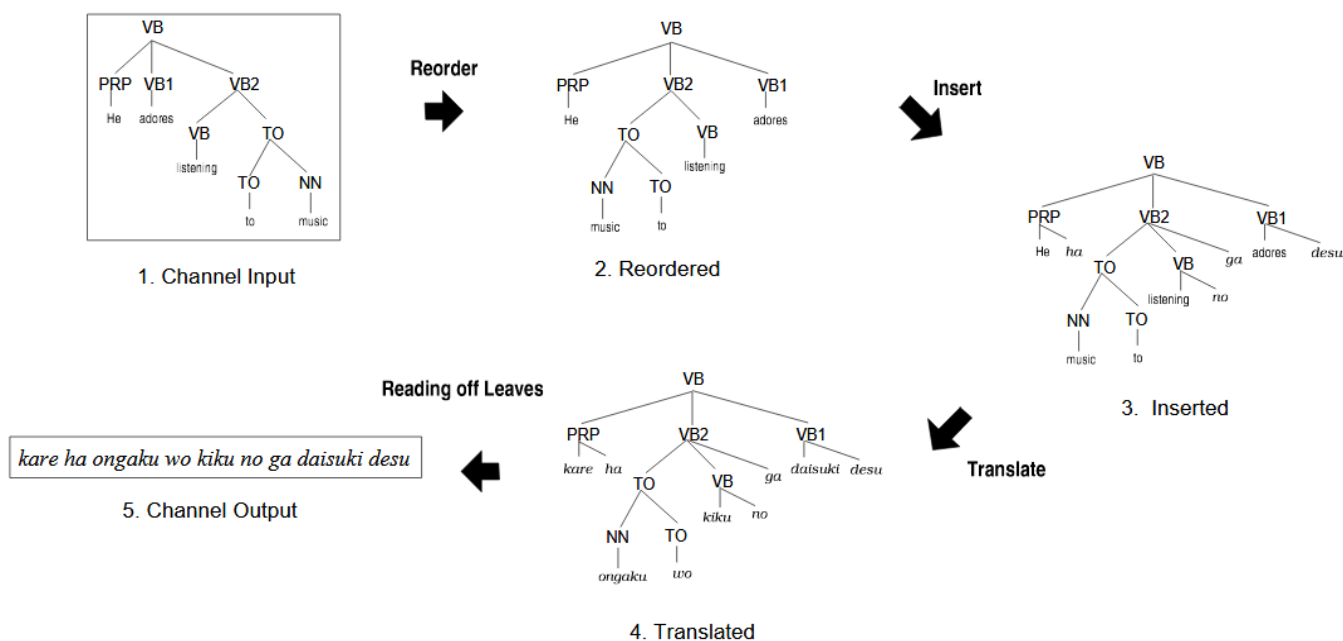 VB
PRP VB1 VB2
He adores
VB TO
listening
TO NN
to music
1. Channel Input
Reorder
VB
PRP VB2 VB1
He adores
TO VB
listening
NN TO
music to
2. Reordered
Insert
VB
PRP VB2 VB1
He ha ga adores desu
TO VB
listening no
NN TO
music to
3. Inserted
Translate
VB
PRP VB2 VB1
kare ha ga daisuki desu
TO VB
kiku no
NN TO
ongaku wo
4. Translated
Reading off Leaves
kare ha ongaku wo kiku no ga daisuki desu
5. Channel Output